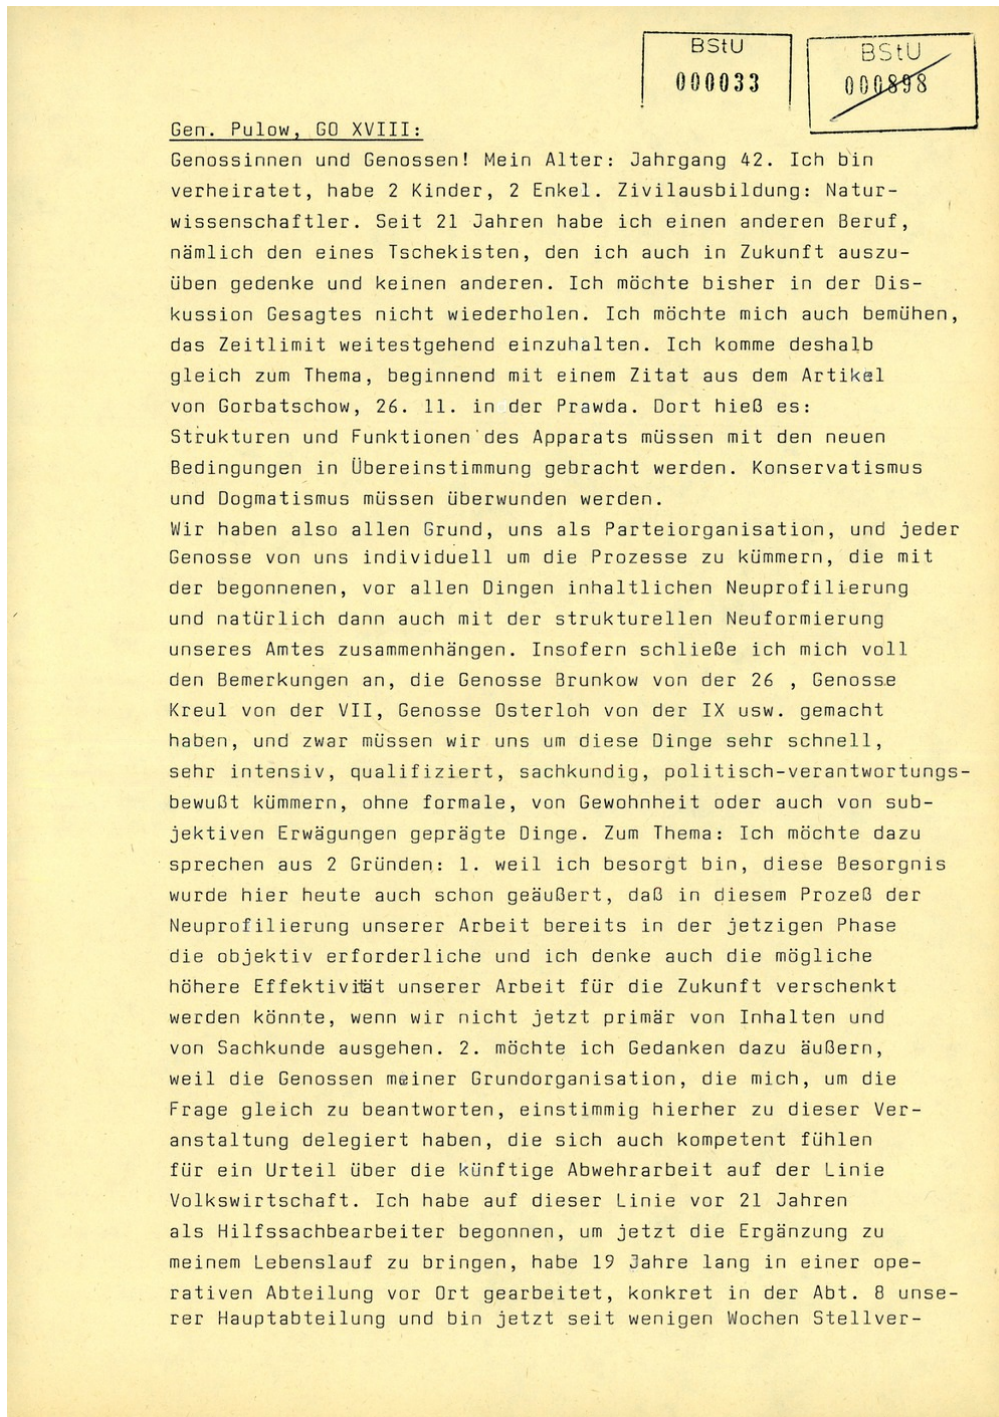 BStU
000033
BStU
000898
Gen. Pulow, GO XVIII:
Genossinnen und Genossen! Mein Alter: Jahrgang 42. Ich bin
verheiratet, habe 2 Kinder, 2 Enkel. Zivilausbildung: Natur-
wissenschaftler. Seit 21 Jahren habe ich einen anderen Beruf,
nämlich den eines Tschekisten, den ich auch in Zukunft auszu-
üben gedenke und keinen anderen. Ich möchte bisher in der Dis-
kussion Gesagtes nicht wiederholen. Ich möchte mich auch bemühen,
das Zeitlimit weitestgehend einzuhalten. Ich komme deshalb
gleich zum Thema, beginnend mit einem Zitat aus dem Artikel
von Gorbatschow, 26. 11. in der Prawda. Dort hieß es:
Strukturen und Funktionen des Apparats müssen mit den neuen
Bedingungen in Übereinstimmung gebracht werden. Konservatismus
und Dogmatismus müssen überwunden werden.
Wir haben also allen Grund, uns als Parteiorganisation, und jeder
Genosse von uns individuell um die Prozesse zu kümmern, die mit
der begonnenen, vor allen Dingen inhaltlichen Neuprofilierung
und natürlich dann auch mit der strukturellen Neuformierung
unseres Amtes zusammenhängen. Insofern schließe ich mich voll
den Bemerkungen an, die Genosse Brunkow von der 26 , Genosse
Kreul von der VII, Genosse Osterloh von der IX usw. gemacht
haben, und zwar müssen wir uns um diese Dinge sehr schnell,
sehr intensiv, qualifiziert, sachkundig, politisch-verantwortungs-
bewußt kümmern, ohne formale, von Gewohnheit oder auch von sub-
jektiven Erwägungen geprägte Dinge. Zum Thema: Ich möchte dazu
sprechen aus 2 Gründen: 1. weil ich besorgt bin, diese Besorgnis
wurde hier heute auch schon geäußert, daß in diesem Prozeß der
Neuprofilierung unserer Arbeit bereits in der jetzigen Phase
die objektiv erforderliche und ich denke auch die mögliche
höhere Effektivität unserer Arbeit für die Zukunft verschenkt
werden könnte, wenn wir nicht jetzt primär von Inhalten und
von Sachkunde ausgehen. 2. möchte ich Gedanken dazu äußern,
weil die Genossen meiner Grundorganisation, die mich, um die
Frage gleich zu beantworten, einstimmig hierher zu dieser Ver-
anstaltung delegiert haben, die sich auch kompetent fühlen
für ein Urteil über die künftige Abwehrarbeit auf der Linie
Volkswirtschaft. Ich habe auf dieser Linie vor 21 Jahren
als Hilfssachbearbeiter begonnen, um jetzt die Ergänzung zu
meinem Lebenslauf zu bringen, habe 19 Jahre lang in einer ope-
rativen Abteilung vor Ort gearbeitet, konkret in der Abt. 8 unse-
rer Hauptabteilung und bin jetzt seit wenigen Wochen Stellver-